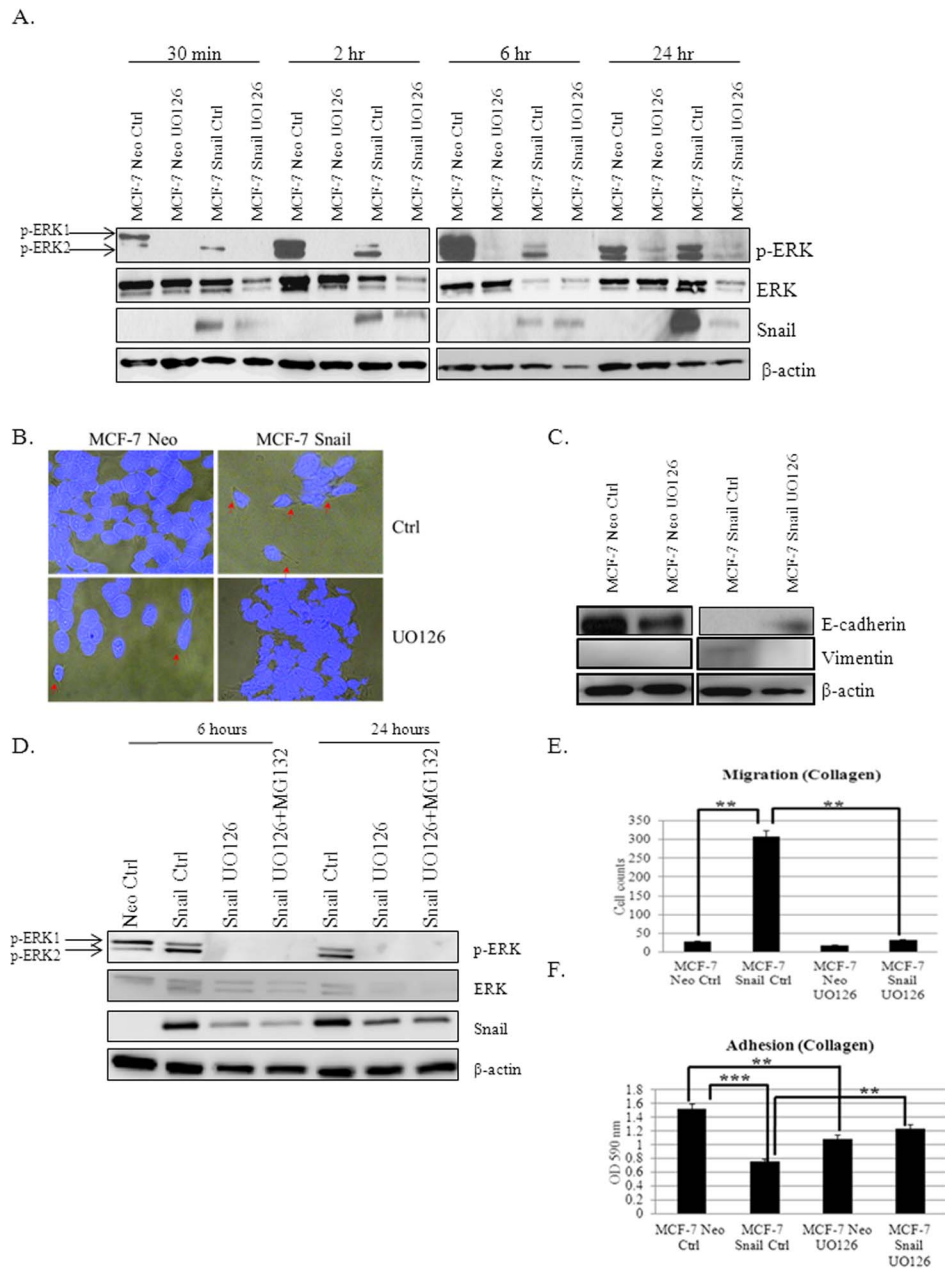 A.
30 min
2 hr
6 hr
24 hr
MCF-7 Neo Ctrl
MCF-7 Neo UO126
MCF-7 Snail Ctrl
MCF-7 Snail UO126
MCF-7 Neo Ctrl
MCF-7 Neo UO126
MCF-7 Snail Ctrl
MCF-7 Snail UO126
MCF-7 Neo Ctrl
MCF-7 Neo UO126
MCF-7 Snail Ctrl
MCF-7 Snail UO126
MCF-7 Neo Ctrl
MCF-7 Neo UO126
MCF-7 Snail Ctrl
MCF-7 Snail UO126
p-ERK1
p-ERK2
p-ERK
ERK
Snail
β-actin
B.
MCF-7 Neo
MCF-7 Snail
Ctrl
UO126
C.
MCF-7 Neo Ctrl
MCF-7 Neo UO126
MCF-7 Snail Ctrl
MCF-7 Snail UO126
E-cadherin
Vimentin
β-actin
D.
6 hours
24 hours
Neo Ctrl
Snail Ctrl
Snail UO126
Snail UO126+MG132
Snail Ctrl
Snail UO126
Snail UO126+MG132
p-ERK1
p-ERK2
p-ERK
ERK
Snail
β-actin
E.
Migration (Collagen)
**
**
Cell counts
350
300
250
200
150
100
50
0
MCF-7
Neo Ctrl
MCF-7
Snail Ctrl
MCF-7
Neo
UO126
MCF-7
Snail
UO126
F.
Adhesion (Collagen)
**
***
**
OD 590 nm
1.8
1.6
1.4
1.2
1
0.8
0.6
0.4
0.2
0
MCF-7 Neo
Ctrl
MCF-7
Snail Ctrl
MCF-7 Neo
UO126
MCF-7
Snail
UO126